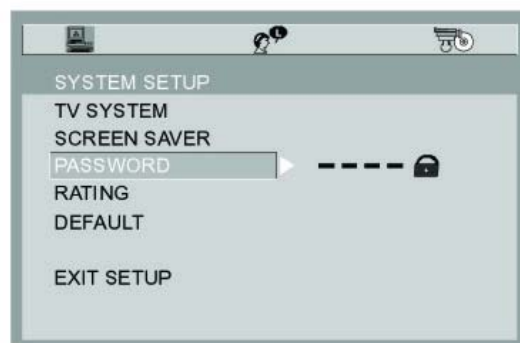 SYSTEM SETUP
TV SYSTEM
SCREEN SAVER
PASSWORD ----
RATING
DEFAULT
EXIT SETUP